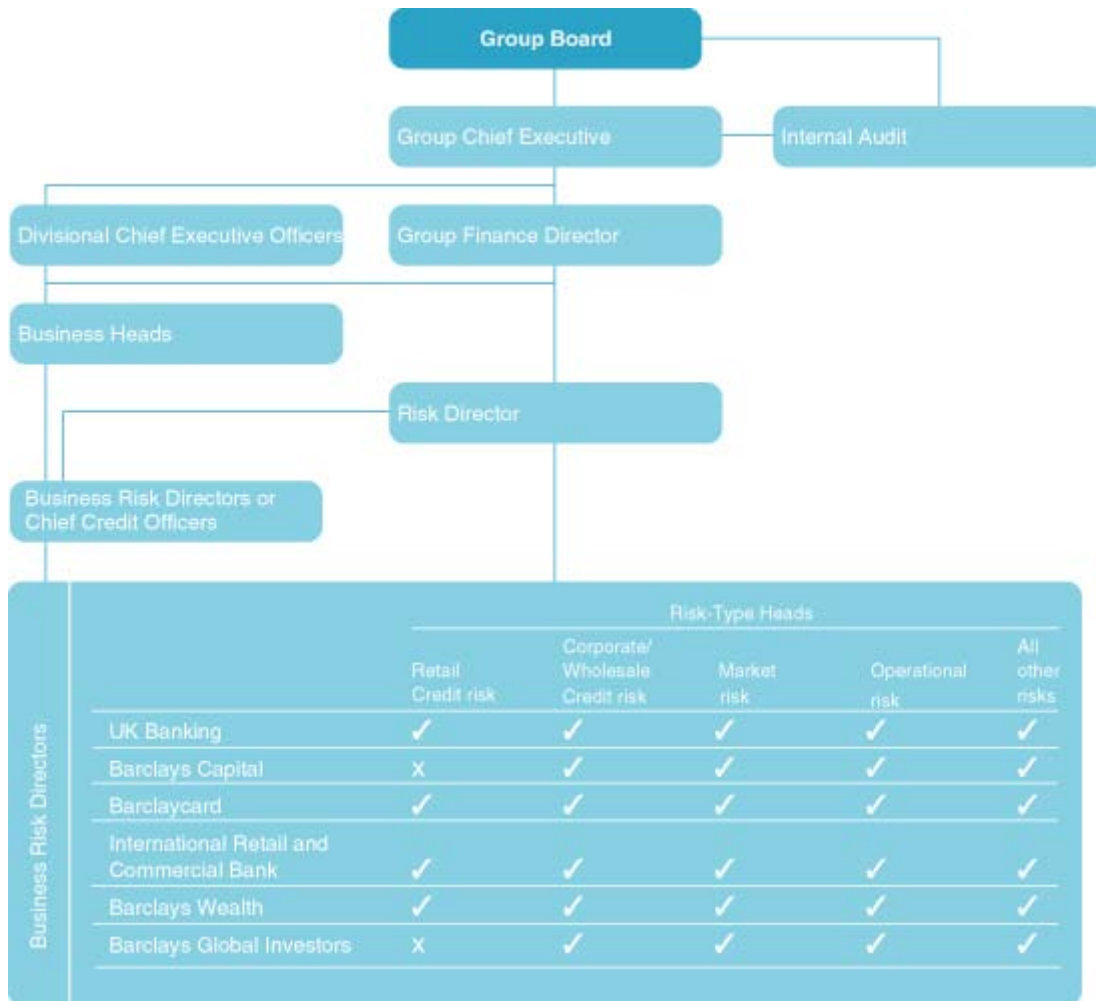 Group Board
Group Chief Executive
Internal Audit
Divisional Chief Executive Officers
Group Finance Director
Business Heads
Risk Director
Business Risk Directors or
Chief Credit Officers
Business Risk Directors
Risk-Type Heads
Retail
Credit risk
Corporate/
Wholesale
Credit risk
Market
risk
Operational
risk
All
other
risks
UK Banking ✓ ✓ ✓ ✓ ✓
Barclays Capital x ✓ ✓ ✓ ✓
Barclaycard ✓ ✓ ✓ ✓ ✓
International Retail and
Commercial Bank ✓ ✓ ✓ ✓ ✓
Barclays Wealth ✓ ✓ ✓ ✓ ✓
Barclays Global Investors x ✓ ✓ ✓ ✓